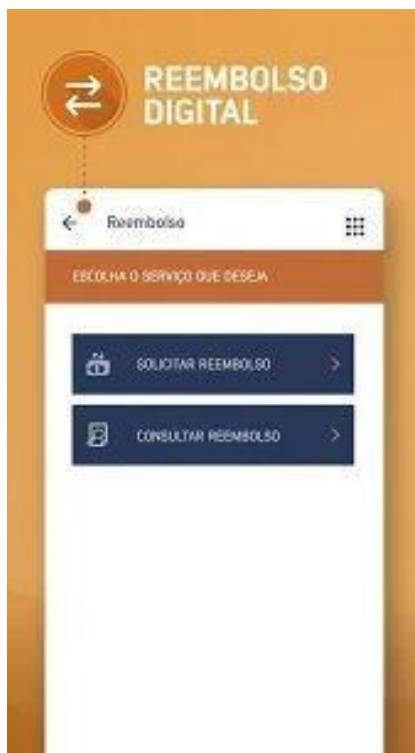 REEMBOLSO
DIGITAL
Reembolso
ESCOLHA O SERVIÇO QUE DESEJA
SOLICITAR REEMBOLSO
CONSULTAR REEMBOLSO